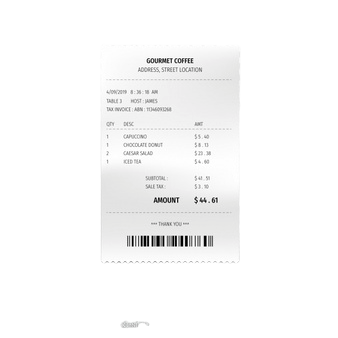 GOURMET COFFEE
ADDRESS, STREET LOCATION
4/09/2019 8 : 36 : 18 AM
TABLE 3 HOST : JAMES
TAX INVOICE : ABN : 11346693268
QTY DESC AMT
1 CAPUCCINO $ 5 . 40
1 CHOCOLATE DONUT $ 8 . 13
2 CAESAR SALAD $ 23 . 38
1 ICED TEA $ 4 . 60
SUBTOTAL : $ 41 . 51
SALE TAX : $ 3 . 10
AMOUNT $ 44 . 61
*** THANK YOU ***